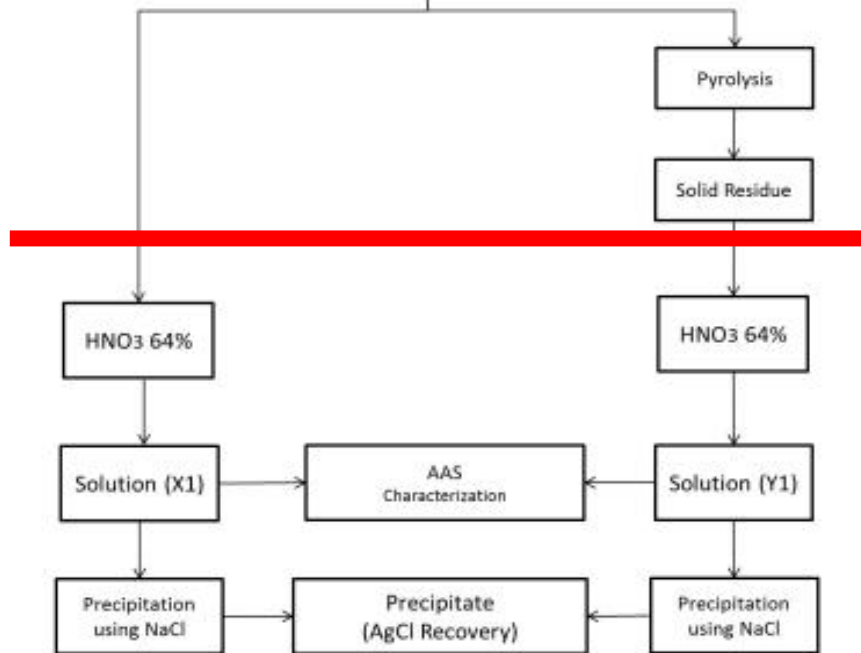 Pyrolysis
Solid Residue
HNO3 64%
HNO3 64%
Solution (X1)
AAS
Characterization
Solution (Y1)
Precipitation
using NaCl
Precipitate
(AgCl Recovery)
Precipitation
using NaCl